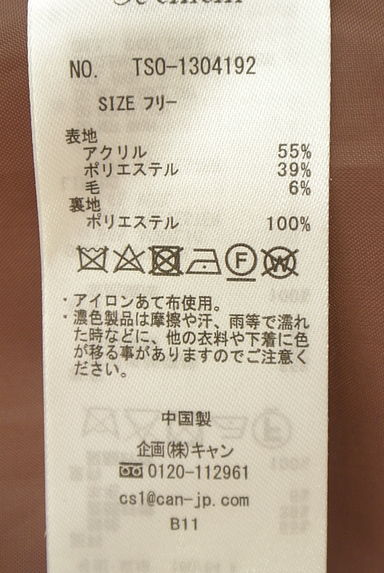 NO. TSO-1304192
SIZE フリー
表地
アクリル 55%
ポリエステル 39%
毛 6%
裏地
ポリエステル 100%
F W
・アイロンあて布使用。
・濃色製品は摩擦や汗、雨等で濡れ
た時などに、他の衣料や下着に色
が移る事がありますのでご注意く
ださい。
中国製
企画(株)キャン
0120-112961
cs1@can-jp.com
B11